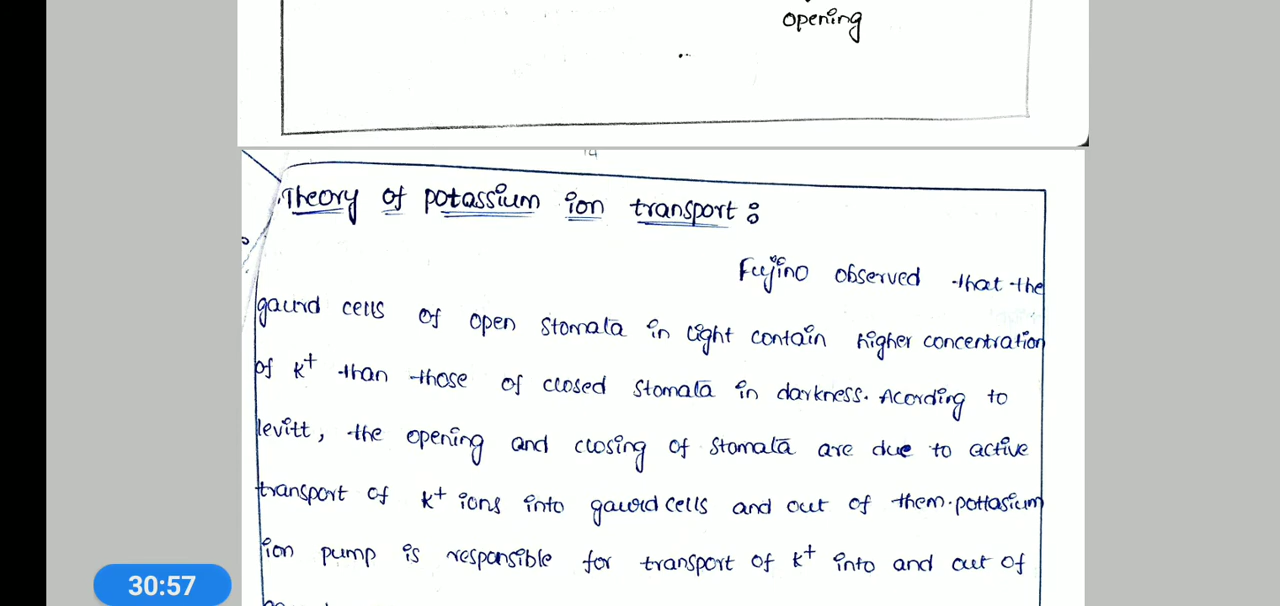 opening
14
Theory of potassium ion transport :
Fujino observed that the
gaurd cells of open stomata in light contain higher concentration
of K+ than those of closed stomata in darkness. Acording to
levitt, the opening and closing of stomata are due to active
transport of K+ ions into gaurd cells and out of them. pottasium
ion pump is responsible for transport of K+ into and out of
30:57